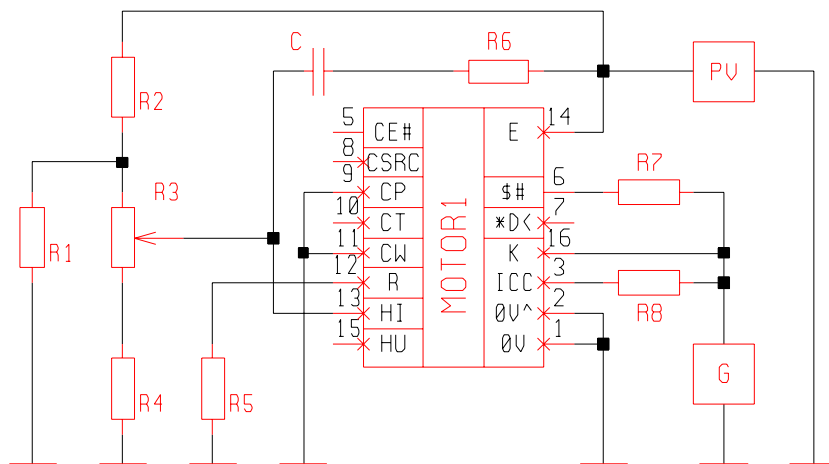 C
R6
PV
R2
5
CE#
E
14
8
CSRC
9
CP
$#
6
R7
R3
10
CT
*D<
7
R1
11
CW
K
16
12
R
ICC
3
13
HI
0V^
2
R8
15
HU
0V
1
MOTOR1
G
R4
R5